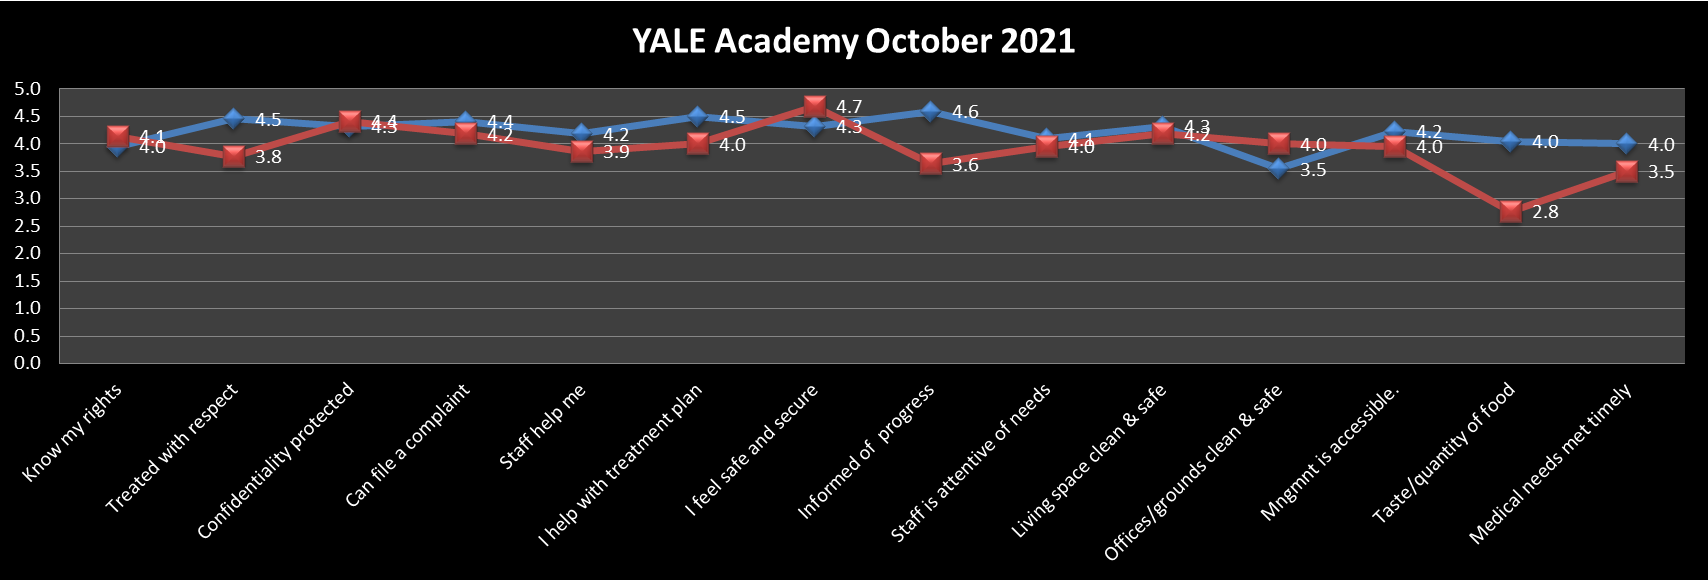 YALE Academy October 2021
5.0
4.5
4.0
3.5
3.0
2.5
2.0
1.5
1.0
0.5
0.0
4.1
4.0
4.5
3.8
4.4
4.3
4.4
4.2
4.2
3.9
4.5
4.0
4.7
4.3
4.6
3.6
4.1
4.0
4.3
4.2
4.0
3.5
4.2
4.0
4.0
2.8
4.0
3.5
Know my rights
Treated with respect
Confidentiality protected
Can file a complaint
Staff help me
I help with treatment plan
I feel safe and secure
Informed of progress
Staff is attentive of needs
Living space clean & safe
Offices/grounds clean & safe
Mngmnt is accessible.
Taste/quantity of food
Medical needs met timely